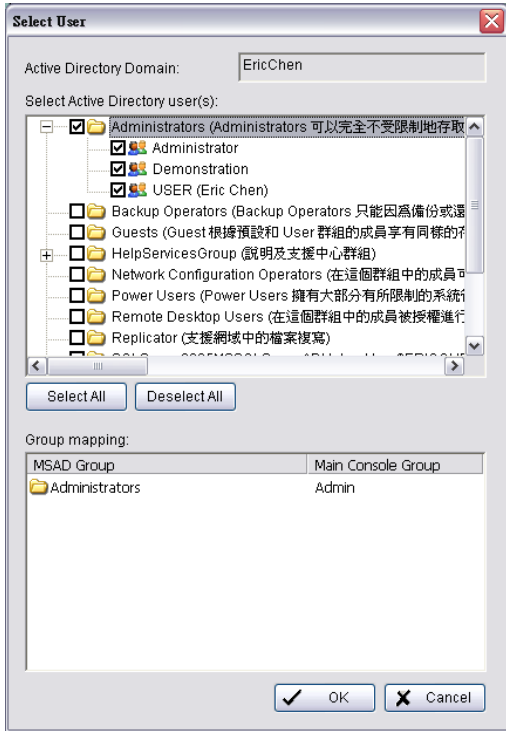 Select User
Active Directory Domain: EricChen
Select Active Directory user(s):
Administrators (Administrators 可以完全不受限制地存取
Administrator
Demonstration
USER (Eric Chen)
Backup Operators (Backup Operators 只能因為備份或還
Guests (Guest 根據預設和 User 群組的成員享有同樣的存
HelpServicesGroup (說明及支援中心群組)
Network Configuration Operators (在這個群組中的成員可
Power Users (Power Users 擁有大部分有所限制的系統
Remote Desktop Users (在這個群組中的成員被授權進行
Replicator (支援網域中的檔案複寫)
Select All Deselect All
Group mapping:
MSAD Group Main Console Group
Administrators Admin
OK Cancel